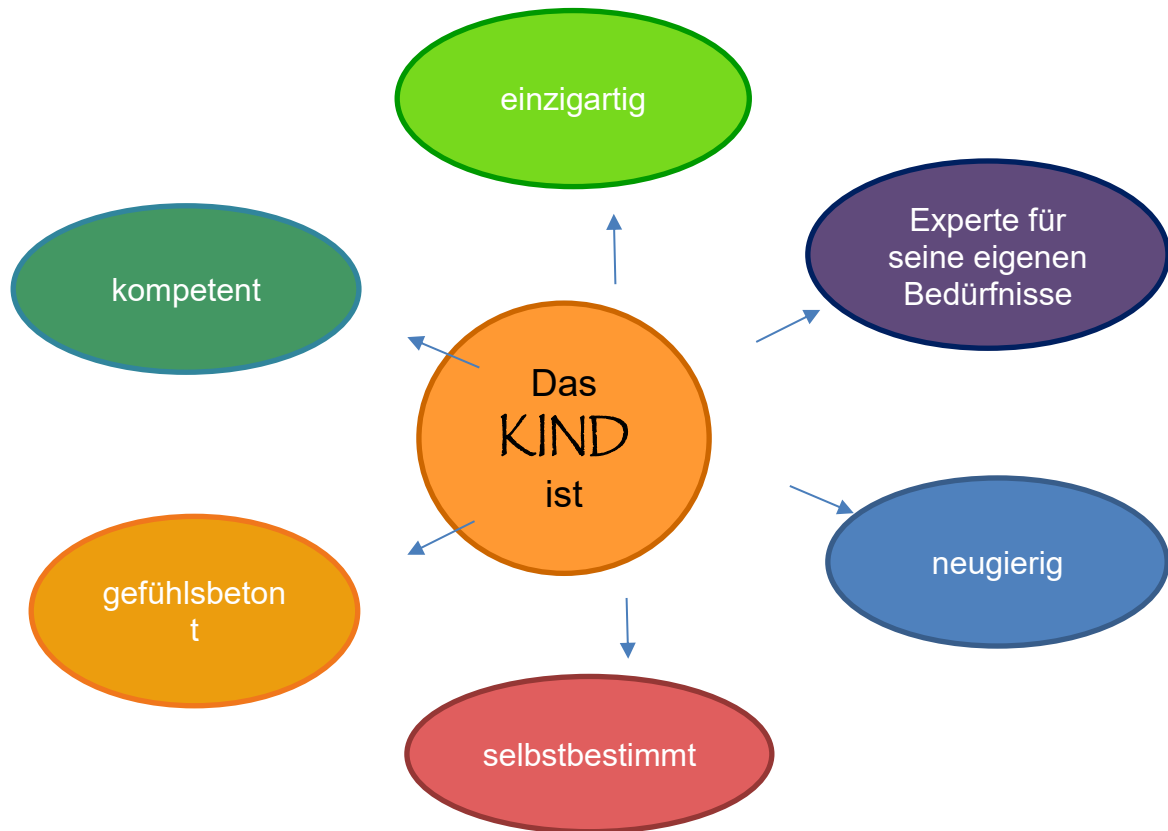 einzigartig
Experte für
seine eigenen
Bedürfnisse
kompetent
Das
KIND
ist
neugierig
gefühlsbeton
t
selbstbestimmt